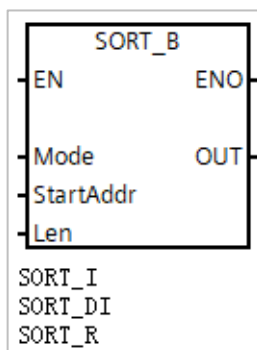 SORT_B
EN ENO
Mode OUT
StartAddr
Len
SORT_I
SORT_DI
SORT_R